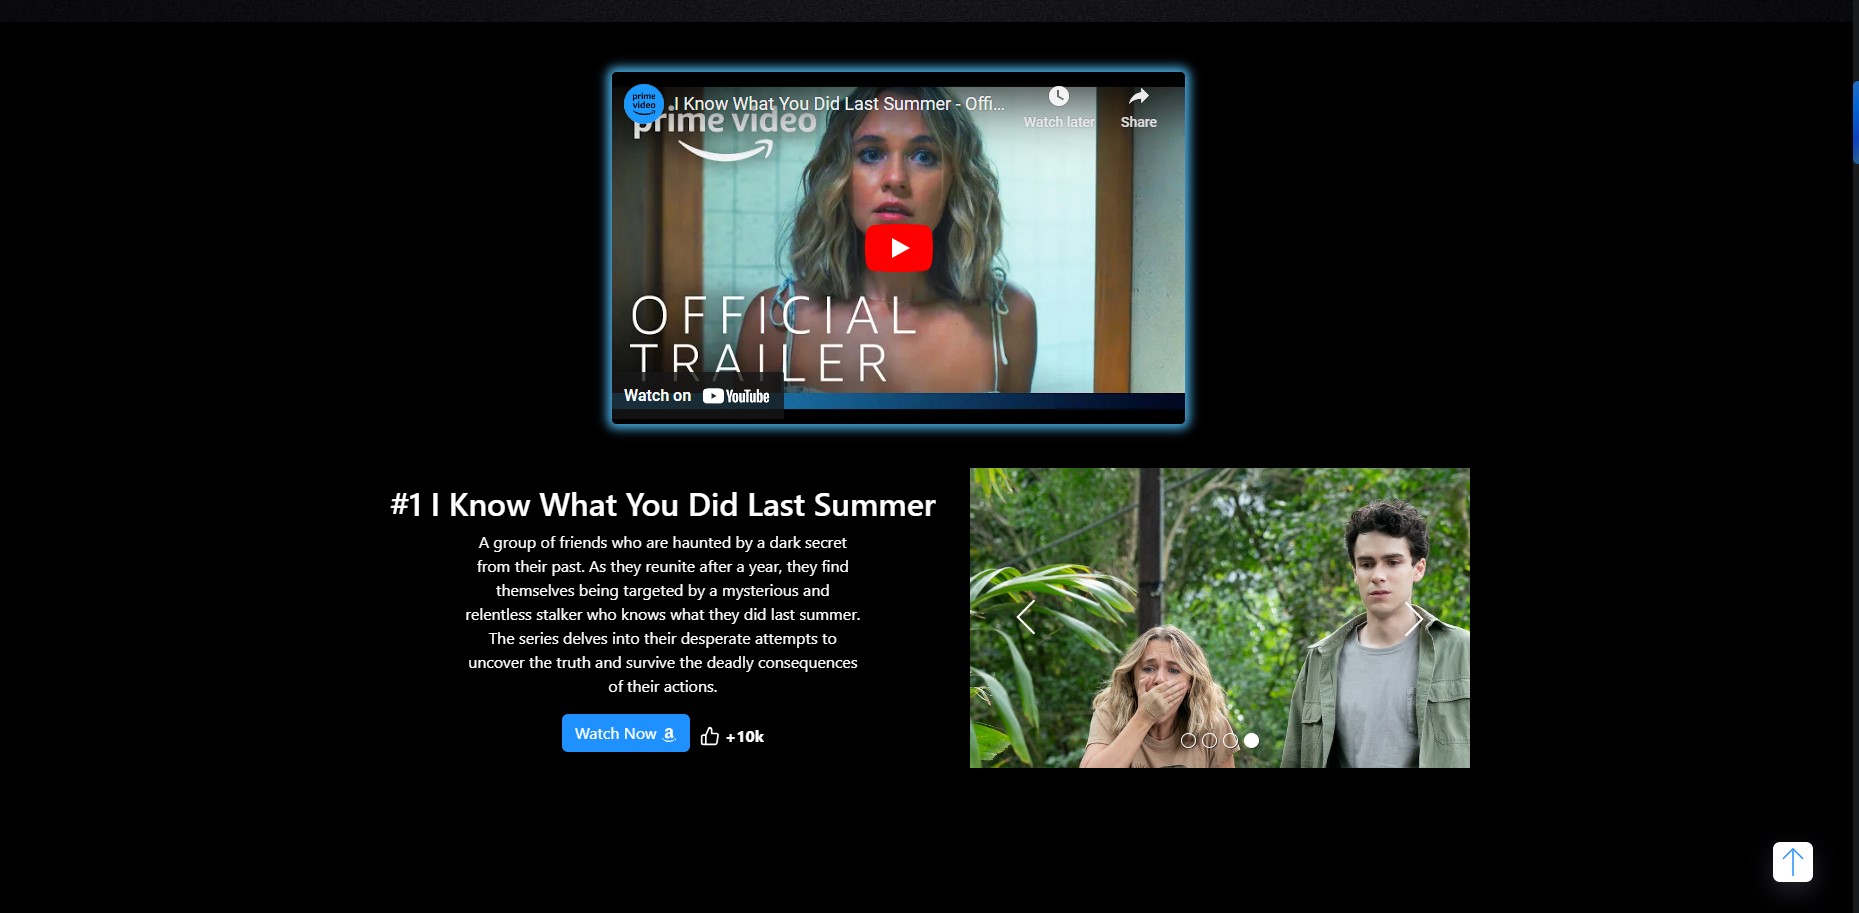 prime video
I Know What You Did Last Summer - Offi...
Watch later
Share
prime video
OFFICIAL
TRAILER
Watch on YouTube
#1 I Know What You Did Last Summer
A group of friends who are haunted by a dark secret
from their past. As they reunite after a year, they find
themselves being targeted by a mysterious and
relentless stalker who knows what they did last summer.
The series delves into their desperate attempts to
uncover the truth and survive the deadly consequences
of their actions.
Watch Now a
+10k